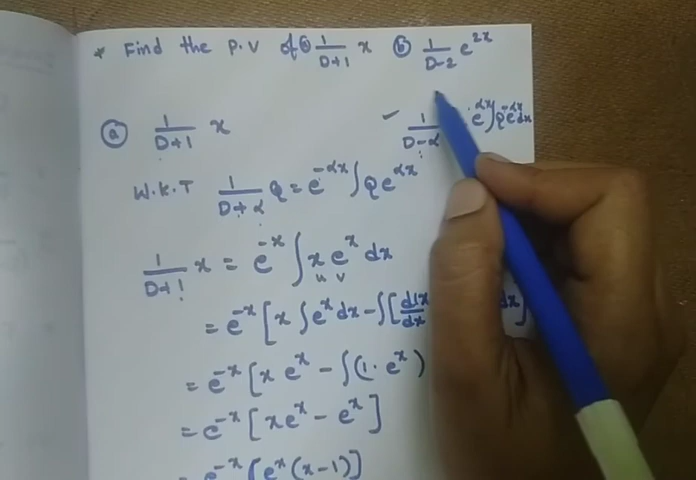 * Find the P.V of ⓐ 1/(D+1) x ⓑ 1/(D-2) e^{2x}
ⓐ 1/(D+1) x
✓ 1/(D-α) e^{αx}∫Q e^{-αx} dx
W.K.T 1/(D+α) Q = e^{-αx} ∫ Q e^{αx}
1/(D+1) x = e^{-x} ∫ x e^x dx
u v
= e^{-x} [x ∫ e^x dx - ∫ [d(x)/dx dx]
= e^{-x} [x e^x - ∫(1 · e^x)
= e^{-x} [x e^x - e^x]
= e^{-x} [e^x (x-1)]